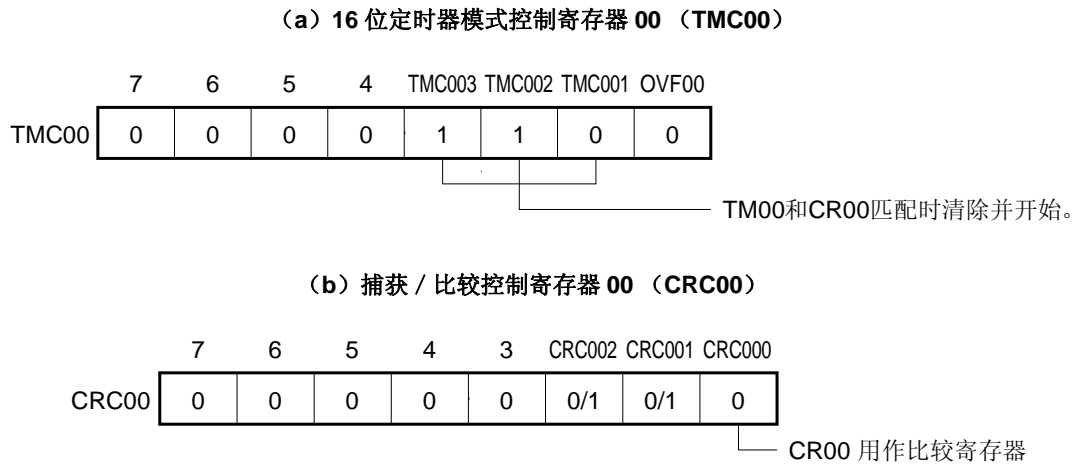 （a）16 位定时器模式控制寄存器 00 （TMC00）
7 6 5 4 TMC003 TMC002 TMC001 OVF00
TMC00 0 0 0 0 1 1 0 0
TM00和CR00匹配时清除并开始。
（b）捕获 / 比较控制寄存器 00 （CRC00）
7 6 5 4 3 CRC002 CRC001 CRC000
CRC00 0 0 0 0 0 0/1 0/1 0
CR00 用作比较寄存器